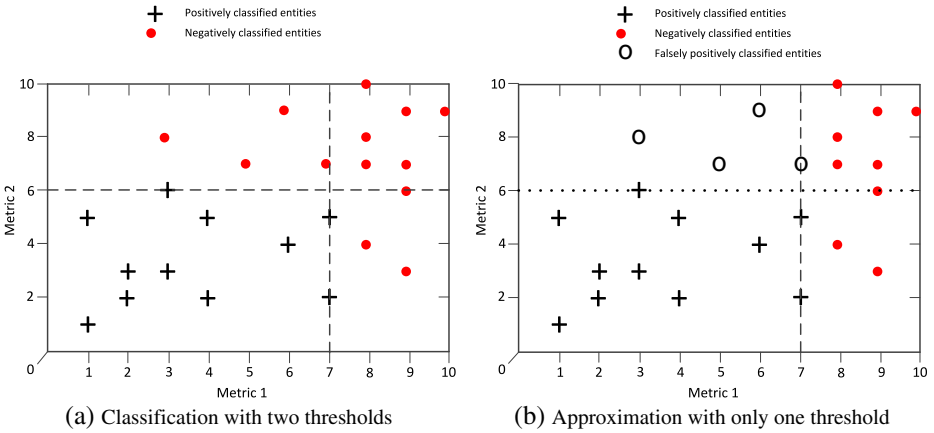 Positively classified entities
Negatively classified entities
10
8
6
4
2
0
Metric 2
1 2 3 4 5 6 7 8 9 10
Metric 1
(a) Classification with two thresholds
Positively classified entities
Negatively classified entities
O Falsely positively classified entities
10
8
6
4
2
0
Metric 2
1 2 3 4 5 6 7 8 9 10
Metric 1
(b) Approximation with only one threshold